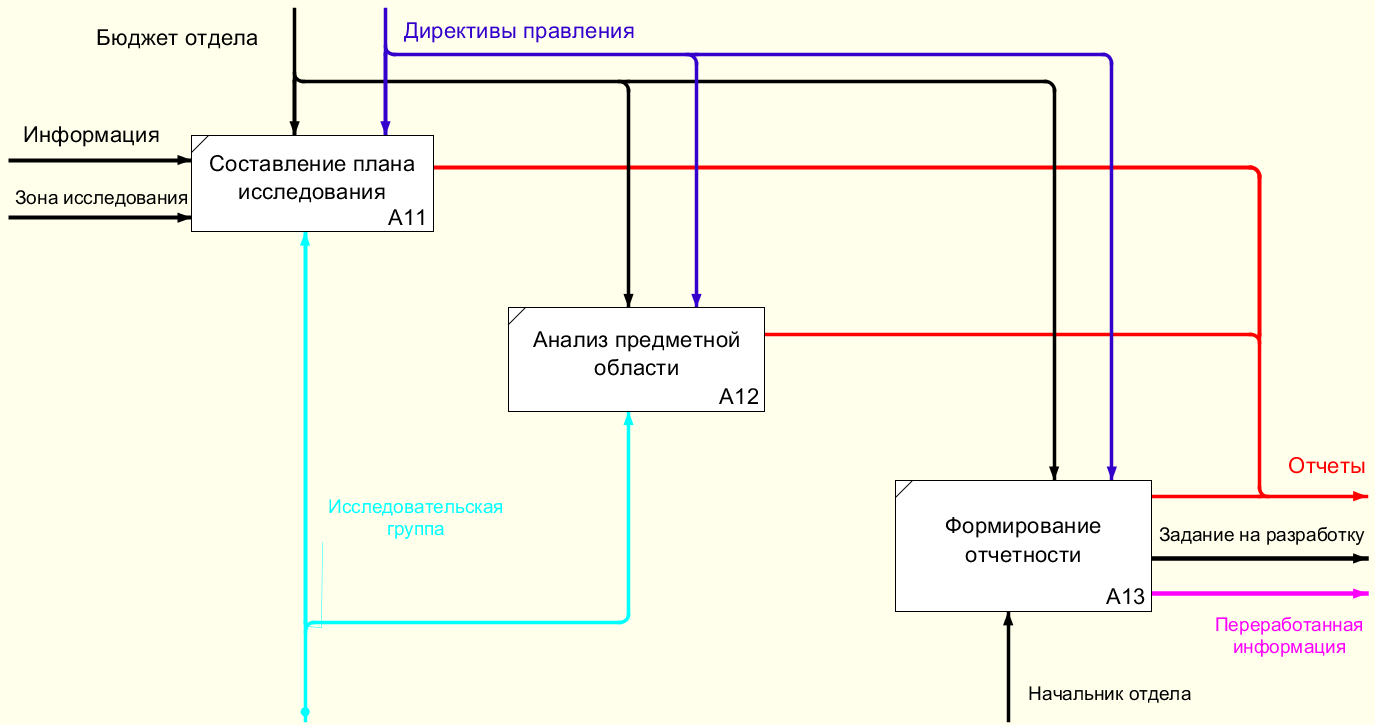 Бюджет отдела
Директивы правления
Информация
Зона исследования
Составление плана
исследования
A11
Анализ предметной
области
A12
Исследовательская
группа
Формирование
отчетности
A13
Отчеты
Задание на разработку
Переработанная
информация
Начальник отдела